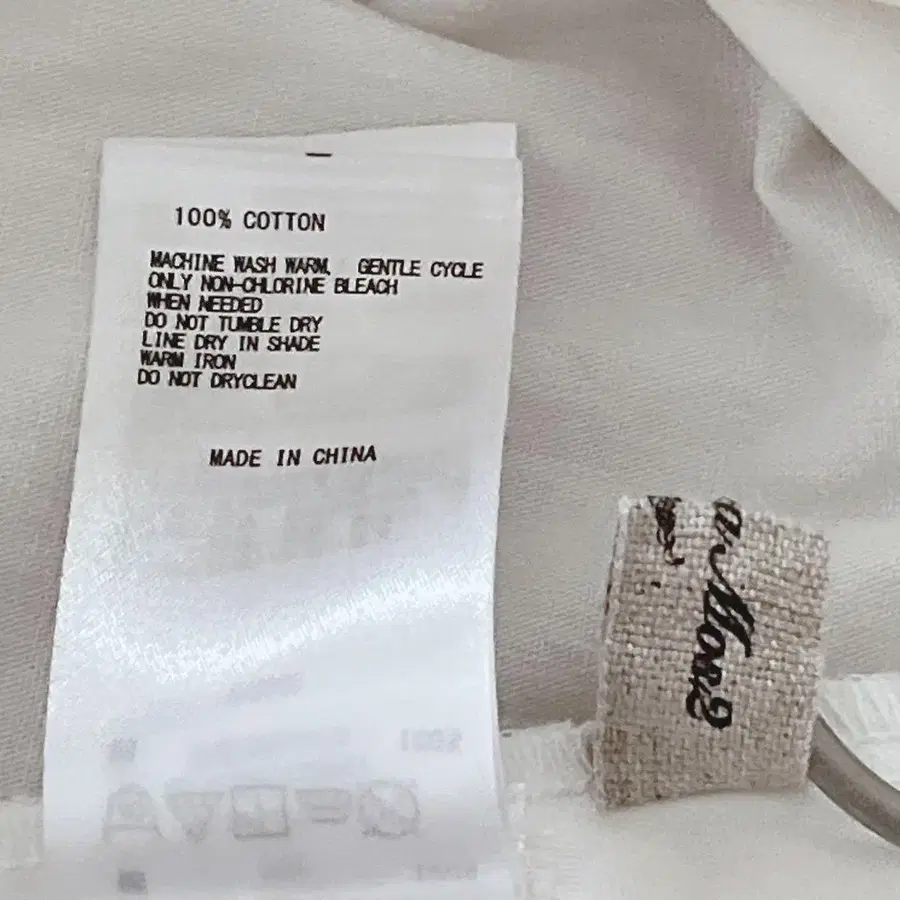 100% COTTON
MACHINE WASH WARM, GENTLE CYCLE
ONLY NON-CHLORINE BLEACH
WHEN NEEDED
DO NOT TUMBLE DRY
LINE DRY IN SHADE
WARM IRON
DO NOT DRYCLEAN
MADE IN CHINA